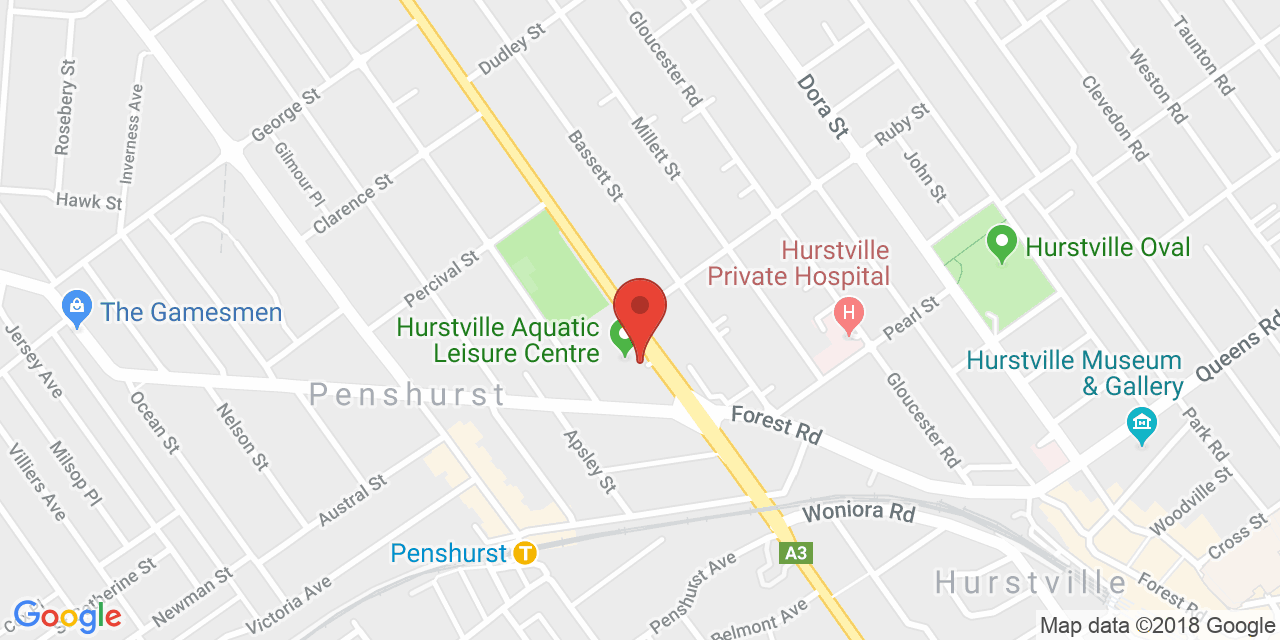 Dudley St
Gloucester Rd
Taunton Rd
Weston Rd
Clevedon Rd
Dora St
Ruby St
John St
Rosebery St
Inverness Ave
George St
Gilmour Pl
Bassett St
Millett St
Hawk St
Clarence St
Percival St
Hurstville
Private Hospital
H
Hurstville Oval
The Gamesmen
Hurstville Aquatic
Leisure Centre
Pearl St
Queens Rd
Hurstville Museum
& Gallery
Jersey Ave
Penshurst
Forest Rd
Gloucester Rd
Park Rd
Ocean St
Nelson St
Apsley St
Villiers Ave
Milsop Pl
Austral St
Woniora Rd
Woodville St
Cross St
Penshurst
T
A3
Hurstville
Forest Rd
Catherine St
Newman St
Victoria Ave
Penshurst Ave
Belmont Ave
Google
Map data ©2018 Google